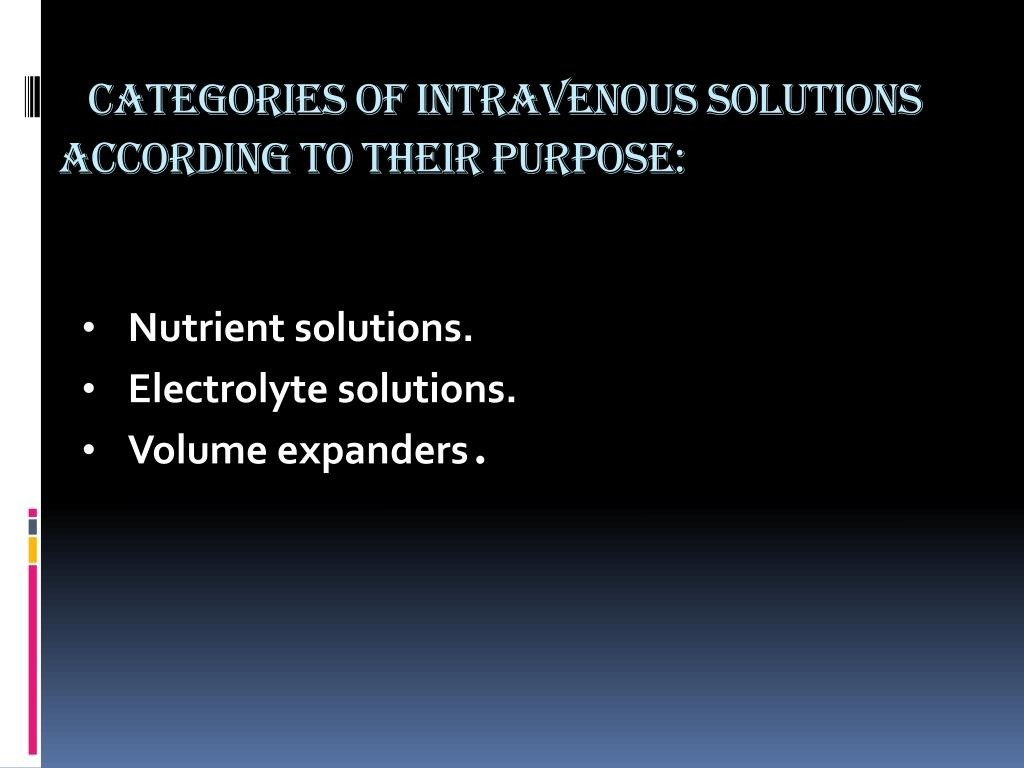 CATEGORIES OF INTRAVENOUS SOLUTIONS
ACCORDING TO THEIR PURPOSE:
• Nutrient solutions.
• Electrolyte solutions.
• Volume expanders .